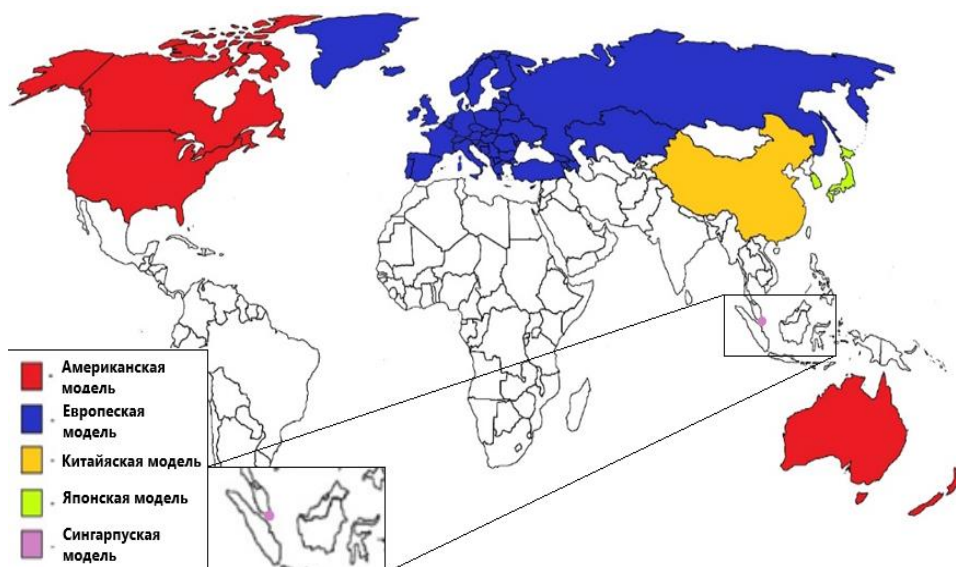 Американская
модель
Европеская
модель
Китайяская модель
Японская модель
Сингарпуская
модель